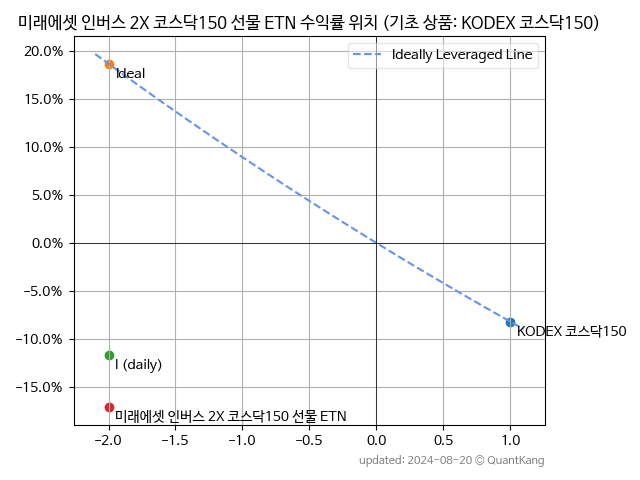 미래에셋 인버스 2X 코스닥150 선물 ETN 수익률 위치 (기초 상품: KODEX 코스닥150)
Ideally Leveraged Line
20.0%
15.0%
10.0%
5.0%
0.0%
−5.0%
−10.0%
−15.0%
Ideal
KODEX 코스닥150
I (daily)
미래에셋 인버스 2X 코스닥150 선물 ETN
−2.0
−1.5
−1.0
−0.5
0.0
0.5
1.0
updated: 2024-08-20 © QuantKang